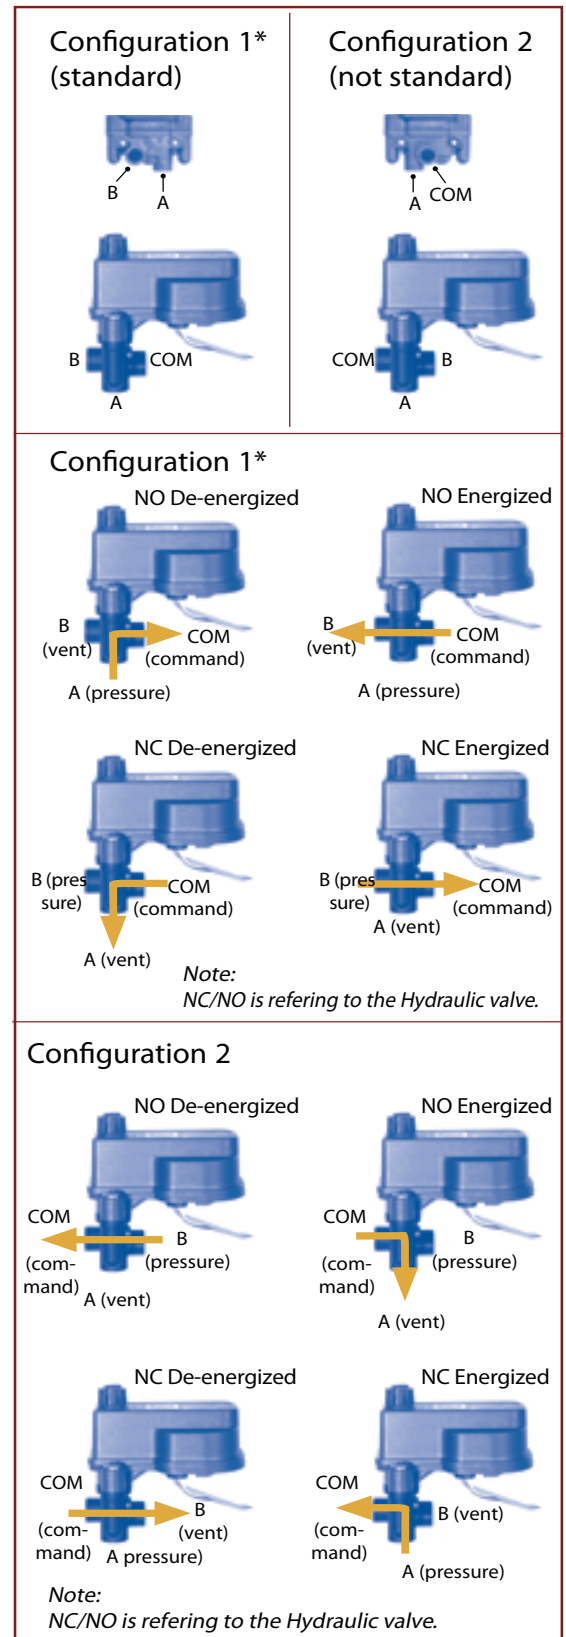 Configuration 1*
(standard)
Configuration 2
(not standard)
B
A
A
COM
B
COM
A
COM
B
A
Configuration 1*
NO De-energized
B
(vent)
COM
(command)
A (pressure)
NO Energized
B
(vent)
COM
(command)
A (pressure)
NC De-energized
B (pres
sure)
COM
(command)
A (vent)
NC Energized
B (pres
sure)
COM
(command)
A (vent)
Note:
NC/NO is refering to the Hydraulic valve.
Configuration 2
NO De-energized
COM
(com-
mand)
B
(pressure)
A (vent)
NO Energized
COM
(com-
mand)
B
(pressure)
A (vent)
NC De-energized
COM
(com-
mand)
B
(vent)
A pressure)
NC Energized
COM
(com-
mand)
B (vent)
A (pressure)
Note:
NC/NO is refering to the Hydraulic valve.